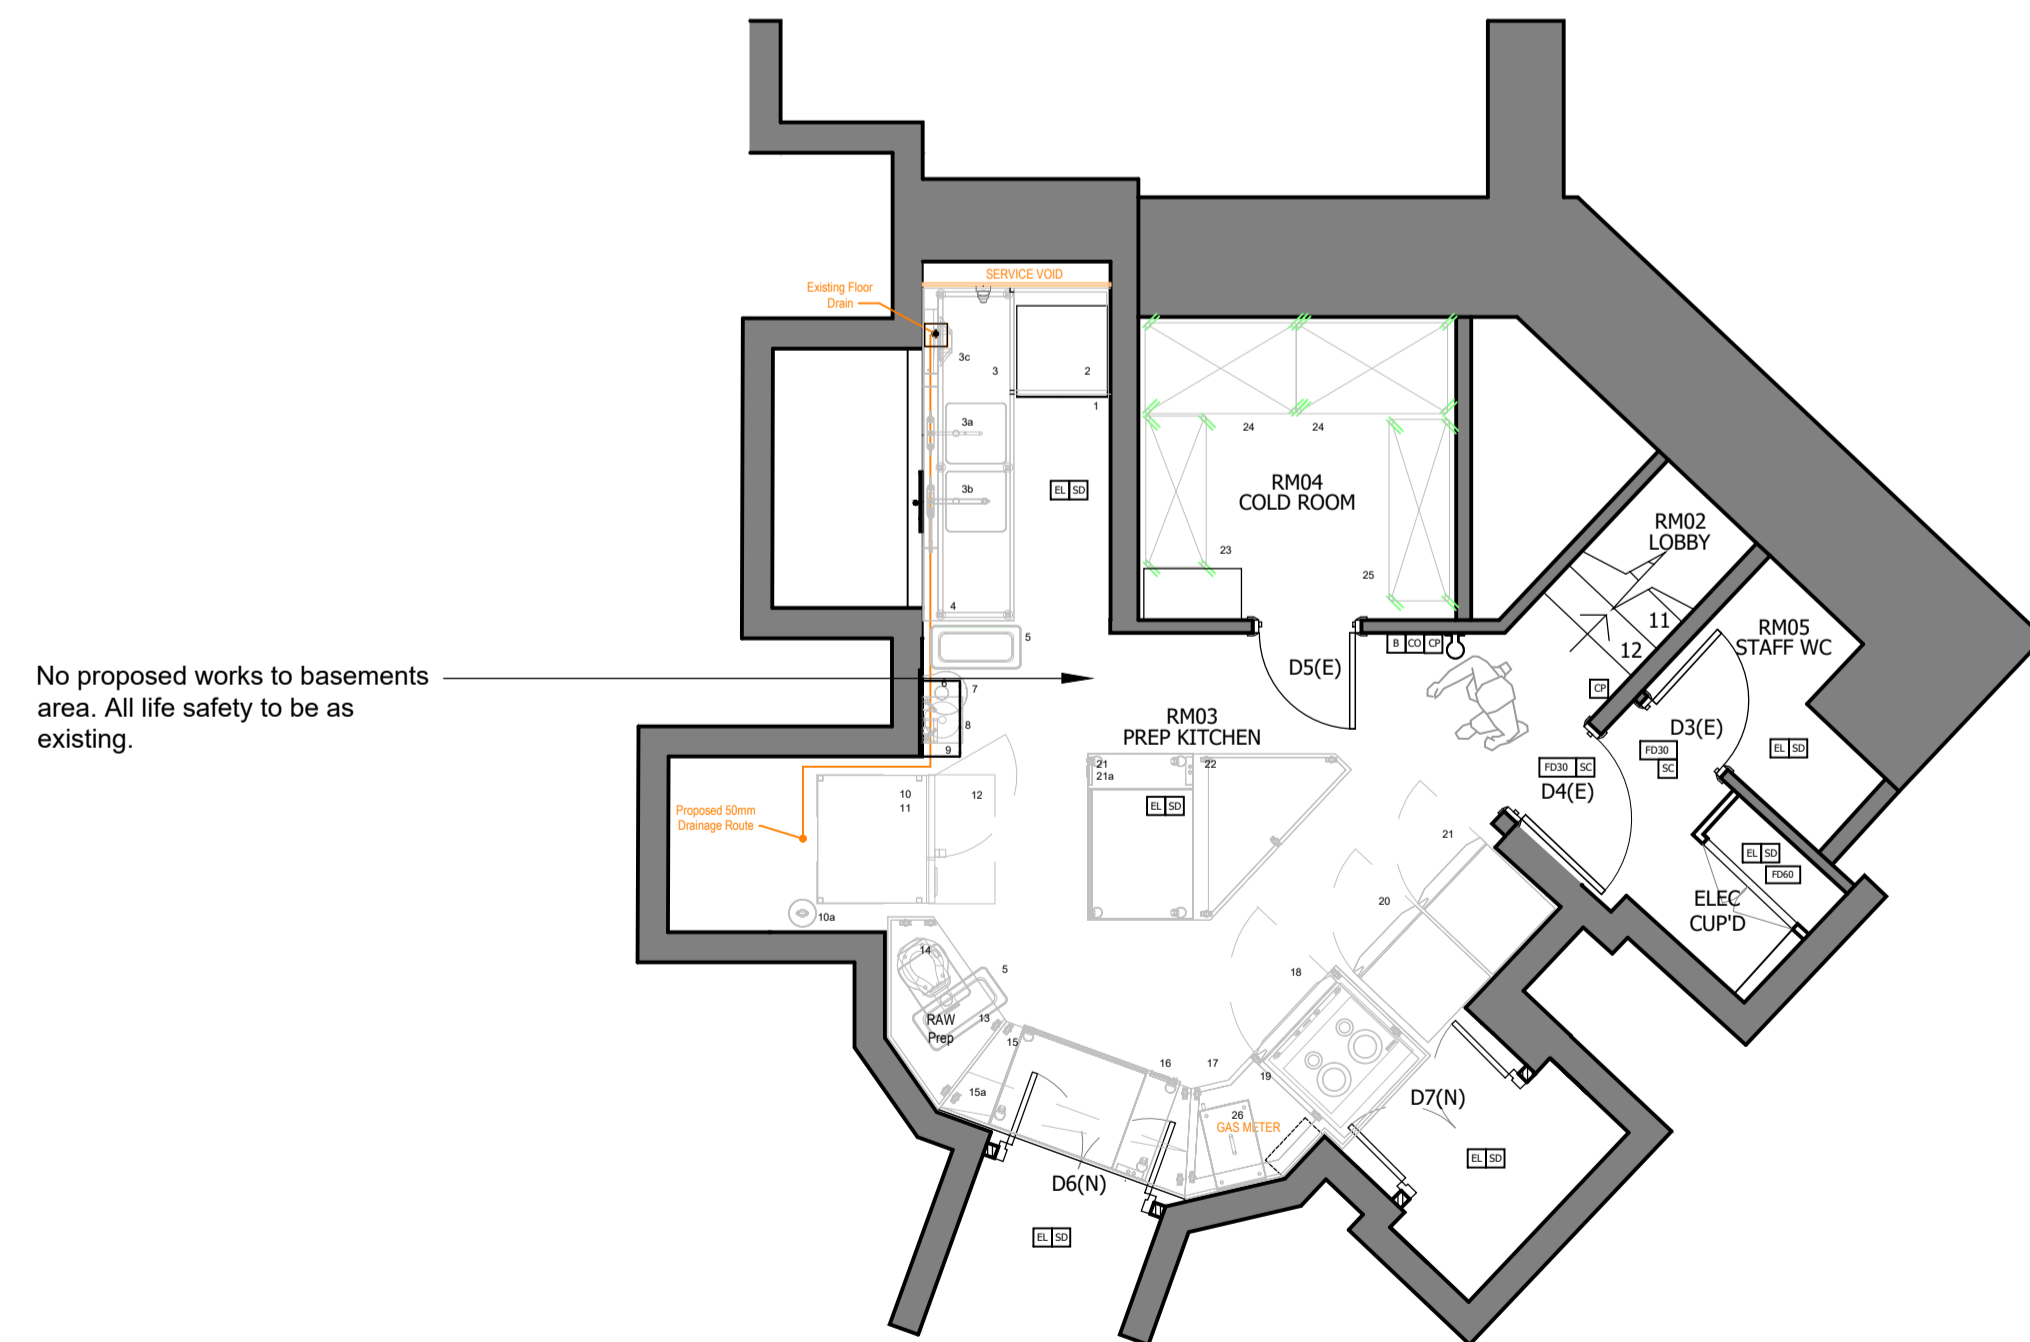 SERVICE VOID
Existing Floor
Drain
3c
3
2
1
3a
3b
24
24
EL SD
RM04
COLD ROOM
RM02
LOBBY
23
25
4
5
11
12
RM05
STAFF WC
B CO CP
D5(E)
No proposed works to basements
area. All life safety to be as
existing.
6
7
8
9
CP
RM03
PREP KITCHEN
D3(E)
FD30
SC
EL SD
FD30 SC
D4(E)
21
21a
22
10
11
12
EL SD
Proposed 50mm
Drainage Route
21
EL SD
FD60
ELEC
CUP'D
20
10a
14
5
18
RAW
Prep
13
15
16
17
19
15a
26
GAS METER
D7(N)
EL SD
D6(N)
EL SD